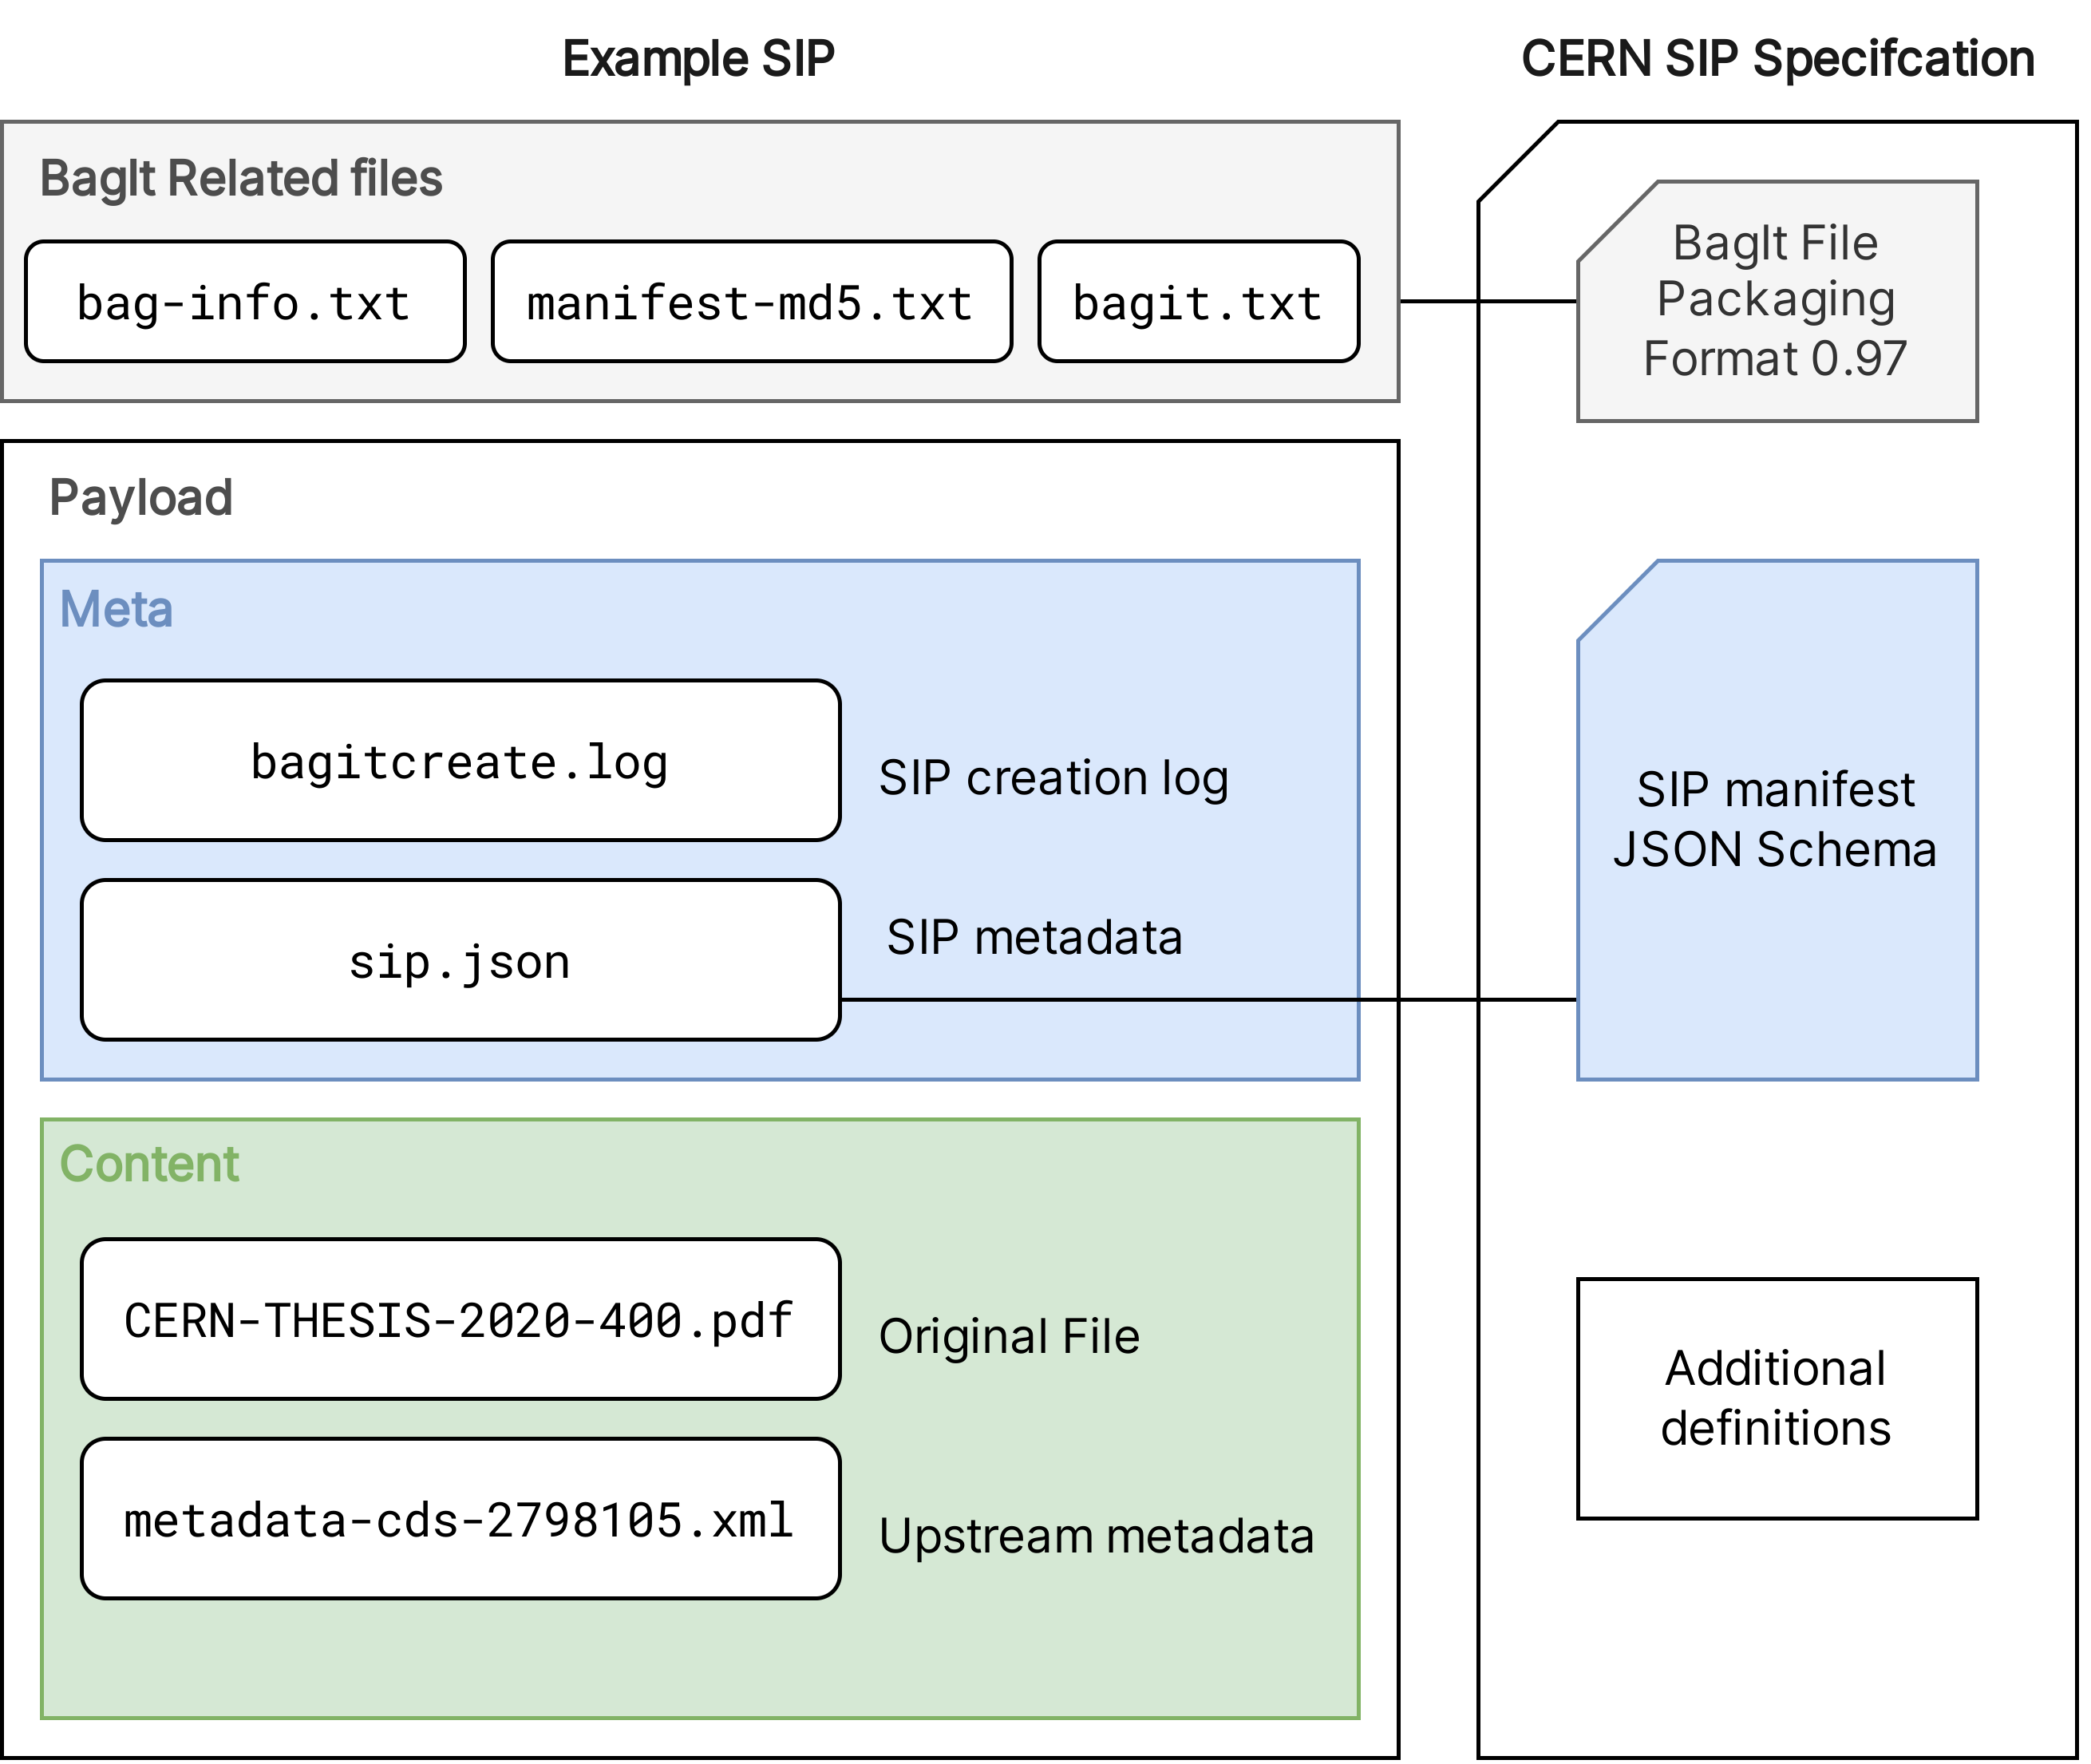 Example SIP
CERN SIP Specifcation
BagIt Related files
bag-info.txt
manifest-md5.txt
bagit.txt
BagIt File
Packaging
Format 0.97
Payload
Meta
bagitcreate.log
SIP creation log
sip.json
SIP metadata
SIP manifest
JSON Schema
Content
CERN-THESIS-2020-400.pdf
Original File
metadata-cds-2798105.xml
Upstream metadata
Additional
definitions